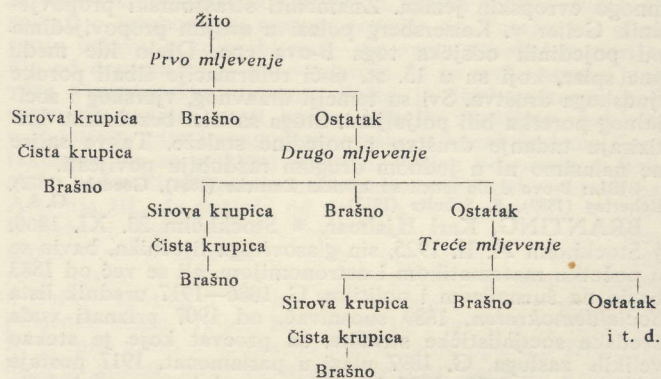 Žito
Prvo mljevenje
Sirova krupica Brašno Ostatak
Čista krupica Drugo mljevenje
Brašno
Sirova krupica Brašno Ostatak
Čista krupica Treće mljevenje
Brašno
Sirova krupica Brašno Ostatak
Čista krupica i t. d.
Brašno